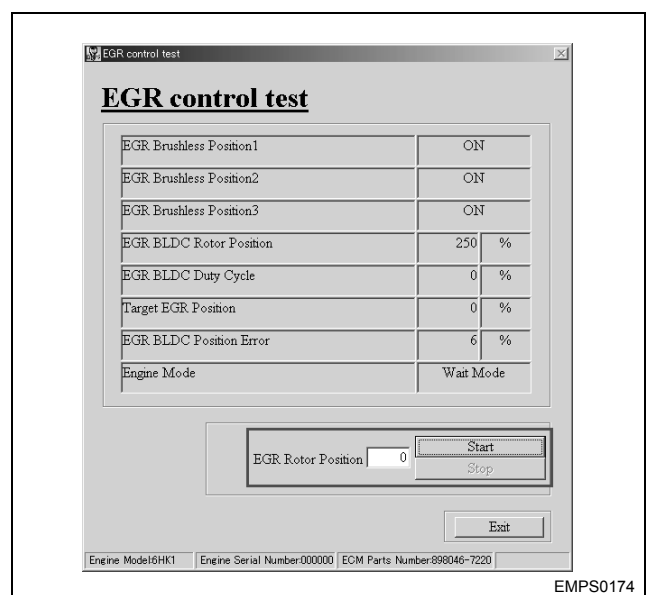 EGR control test
EGR control test
EGR Brushless Position1 ON
EGR Brushless Position2 ON
EGR Brushless Position3 ON
EGR BLDC Rotor Position 250 %
EGR BLDC Duty Cycle 0 %
Target EGR Position 0 %
EGR BLDC Position Error 6 %
Engine Mode Wait Mode
EGR Rotor Position 0 Start
Stop
Exit
Engine Model:6HK1 Engine Serial Number:000000 ECM Parts Number:898046-7220
EMPS0174